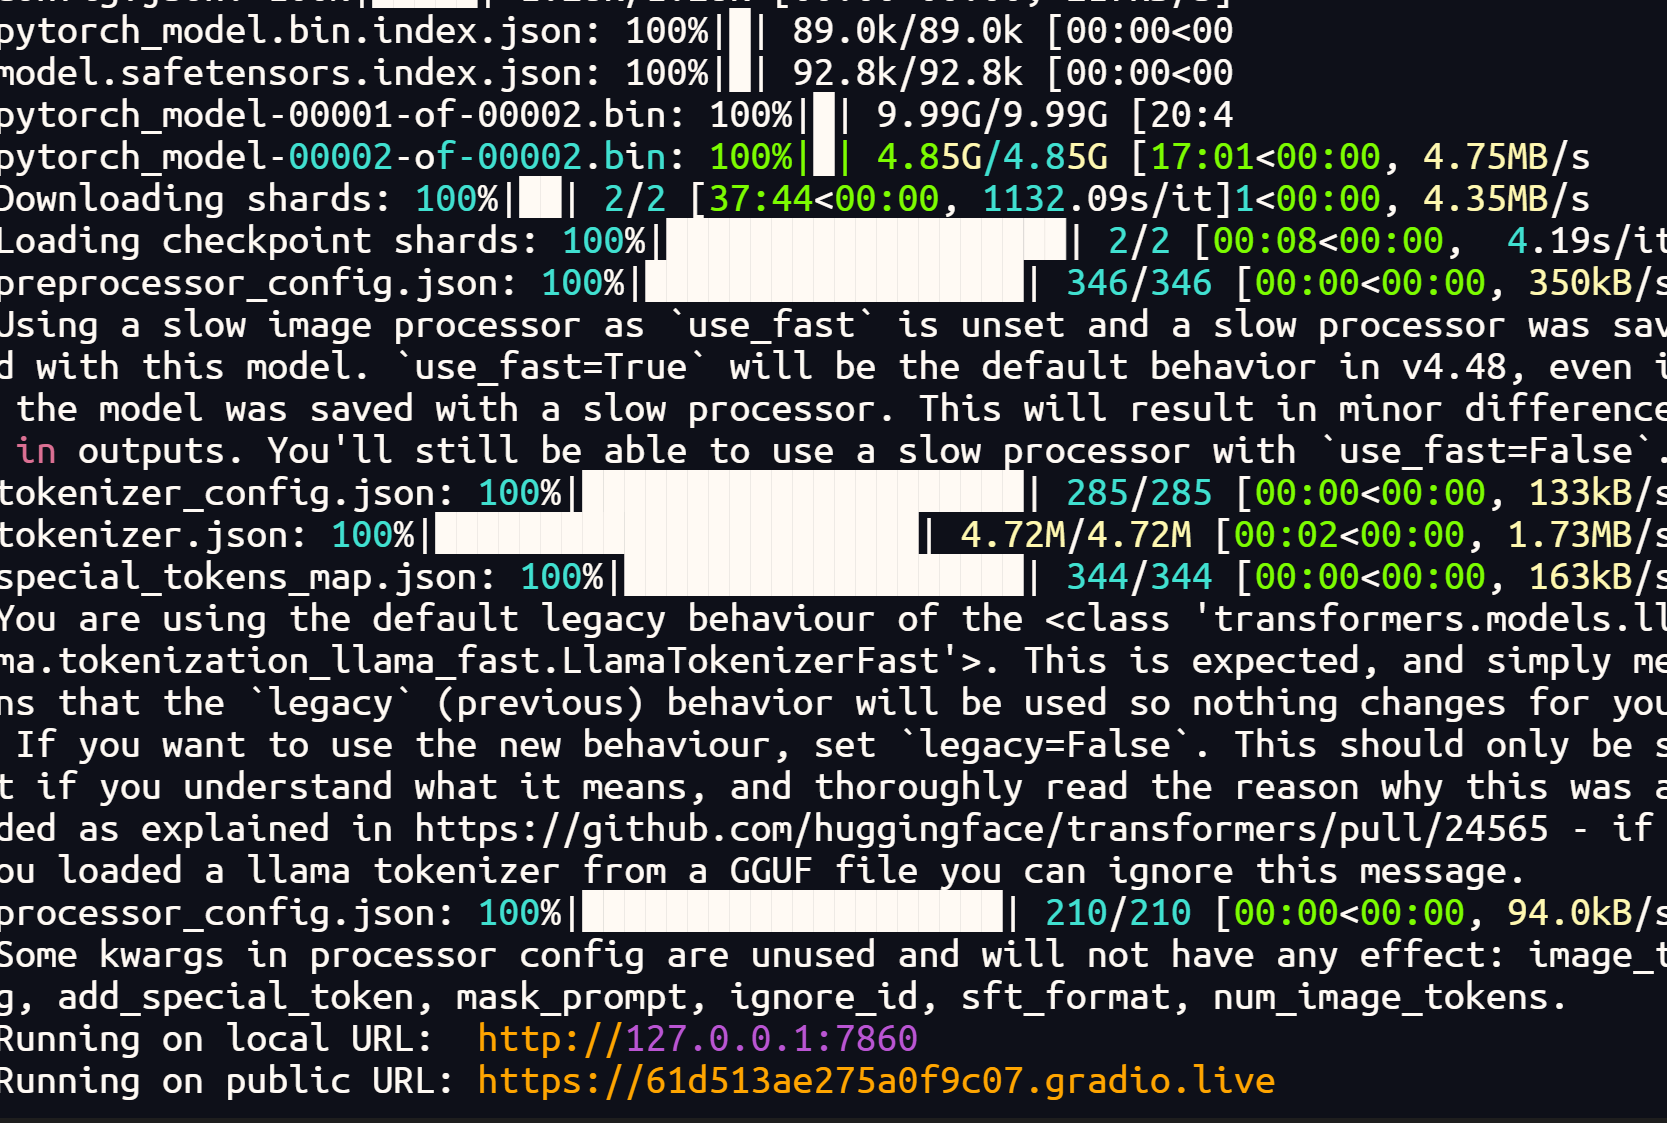 pytorch_model.bin.index.json: 100%|█| 89.0k/89.0k [00:00<00
model.safetensors.index.json: 100%|█| 92.8k/92.8k [00:00<00
pytorch_model-00001-of-00002.bin: 100%|█| 9.99G/9.99G [20:4
pytorch_model-00002-of-00002.bin: 100%|█| 4.85G/4.85G [17:01<00:00, 4.75MB/s
Downloading shards: 100%|██| 2/2 [37:44<00:00, 1132.09s/it]1<00:00, 4.35MB/s
Loading checkpoint shards: 100%|███████████████████| 2/2 [00:08<00:00,  4.19s/it
preprocessor_config.json: 100%|██████████████████| 346/346 [00:00<00:00, 350kB/s
Using a slow image processor as `use_fast` is unset and a slow processor was sav
d with this model. `use_fast=True` will be the default behavior in v4.48, even i
 the model was saved with a slow processor. This will result in minor difference
 in outputs. You'll still be able to use a slow processor with `use_fast=False`.
tokenizer_config.json: 100%|█████████████████████| 285/285 [00:00<00:00, 133kB/s
tokenizer.json: 100%|███████████████████████| 4.72M/4.72M [00:02<00:00, 1.73MB/s
special_tokens_map.json: 100%|███████████████████| 344/344 [00:00<00:00, 163kB/s
You are using the default legacy behaviour of the <class 'transformers.models.ll
ma.tokenization_llama_fast.LlamaTokenizerFast'>. This is expected, and simply me
ns that the `legacy` (previous) behavior will be used so nothing changes for you
 If you want to use the new behaviour, set `legacy=False`. This should only be s
t if you understand what it means, and thoroughly read the reason why this was a
ded as explained in https://github.com/huggingface/transformers/pull/24565 - if
ou loaded a llama tokenizer from a GGUF file you can ignore this message.
processor_config.json: 100%|████████████████████| 210/210 [00:00<00:00, 94.0kB/s
Some kwargs in processor config are unused and will not have any effect: image_t
g, add_special_token, mask_prompt, ignore_id, sft_format, num_image_tokens.
Running on local URL:  http://127.0.0.1:7860
Running on public URL: https://61d513ae275a0f9c07.gradio.live